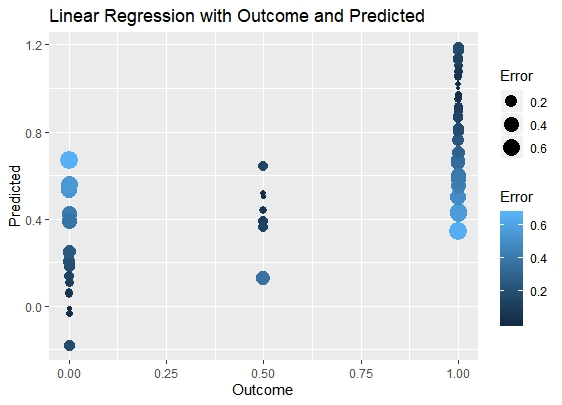 Linear Regression with Outcome and Predicted
1.2
0.8
0.4
0.0
Predicted
0.00 0.25 0.50 0.75 1.00
Outcome
Error
0.2
0.4
0.6
Error
0.6
0.4
0.2